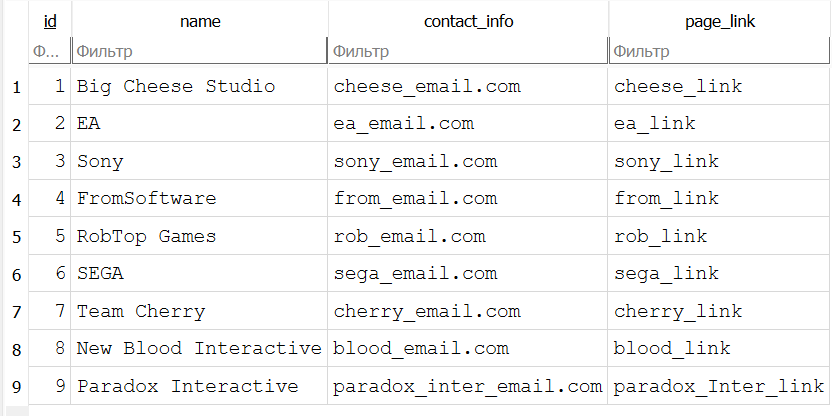 id name contact_info page_link
Ф... Фильтр Фильтр Фильтр
1 1 Big Cheese Studio cheese_email.com cheese_link
2 2 EA ea_email.com ea_link
3 3 Sony sony_email.com sony_link
4 4 FromSoftware from_email.com from_link
5 5 RobTop Games rob_email.com rob_link
6 6 SEGA sega_email.com sega_link
7 7 Team Cherry cherry_email.com cherry_link
8 8 New Blood Interactive blood_email.com blood_link
9 9 Paradox Interactive paradox_inter_email.com paradox_Inter_link